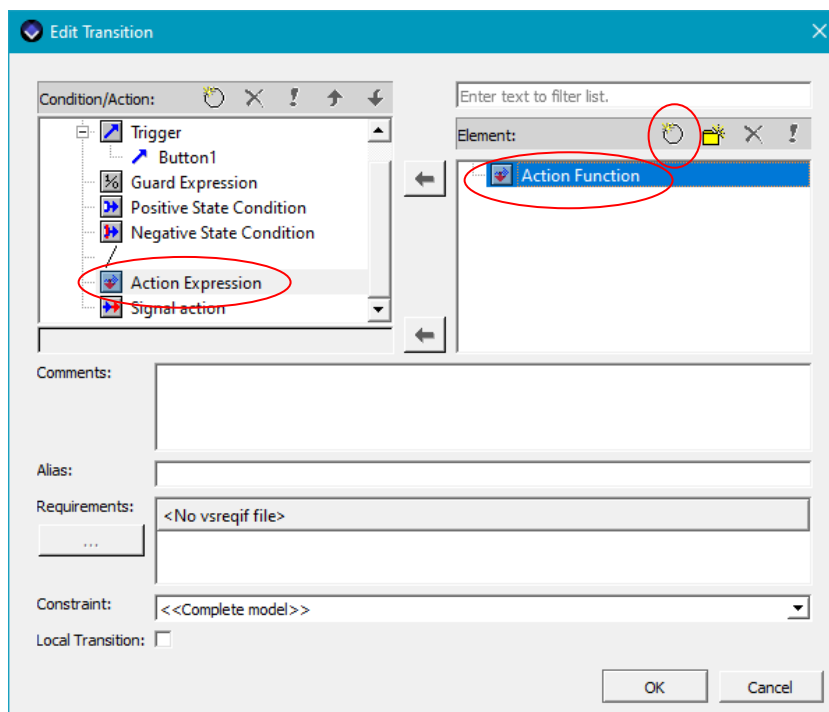 Edit Transition
Condition/Action:
Trigger
Button1
Guard Expression
Positive State Condition
Negative State Condition
/
Action Expression
Signal action
Enter text to filter list.
Element:
Action Function
Comments:
Alias:
Requirements:
<No vsreqif file>
...
Constraint:
<<Complete model>>
Local Transition:
OK
Cancel